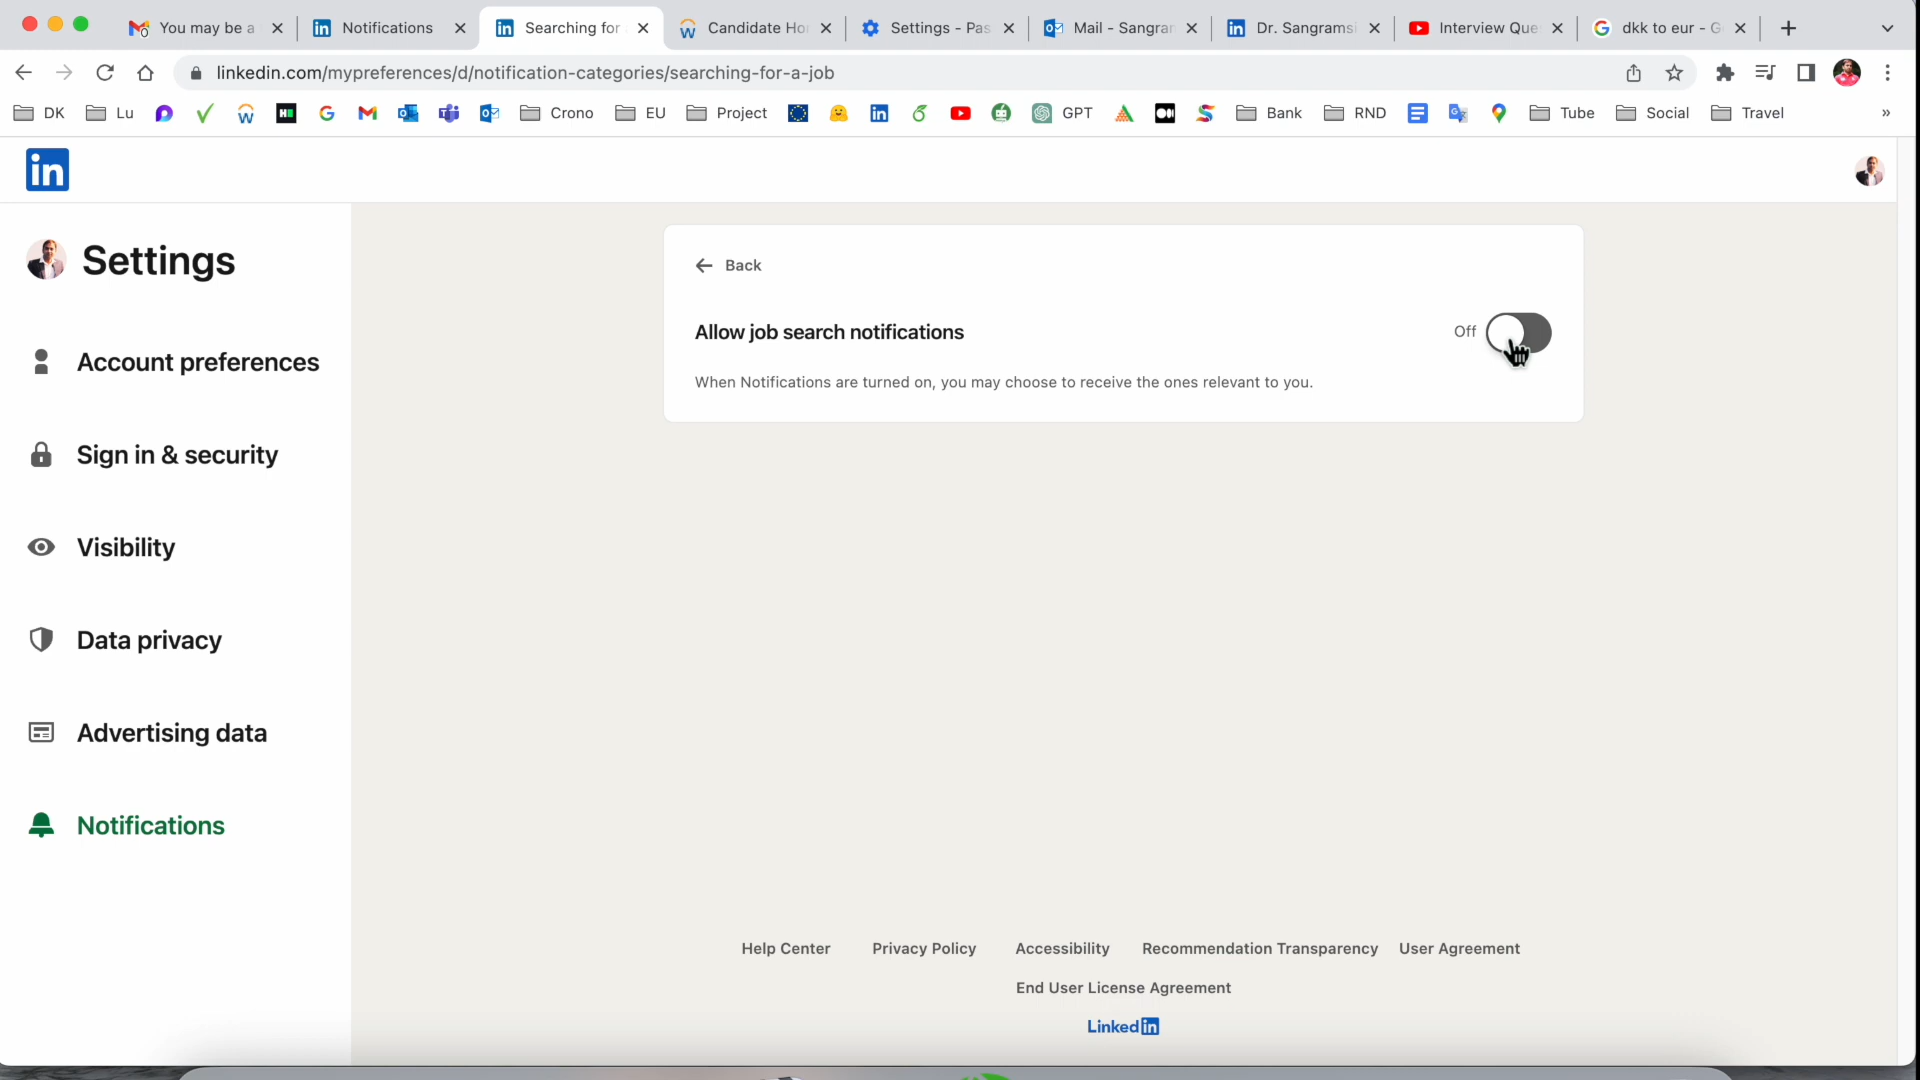 You may be a
Notifications
Searching for
Candidate Ho
Settings - Pas
Mail - Sangran
Dr. Sangramsi
Interview Que
dkk to eur - G
linkedin.com/mypreferences/d/notification-categories/searching-for-a-job
DK
Lu
Crono
EU
Project
GPT
Bank
RND
Tube
Social
Travel
»
in
Settings
Account preferences
Sign in & security
Visibility
Data privacy
Advertising data
Notifications
Back
Allow job search notifications
Off
When Notifications are turned on, you may choose to receive the ones relevant to you.
Help Center Privacy Policy Accessibility Recommendation Transparency User Agreement
End User License Agreement
Linked in